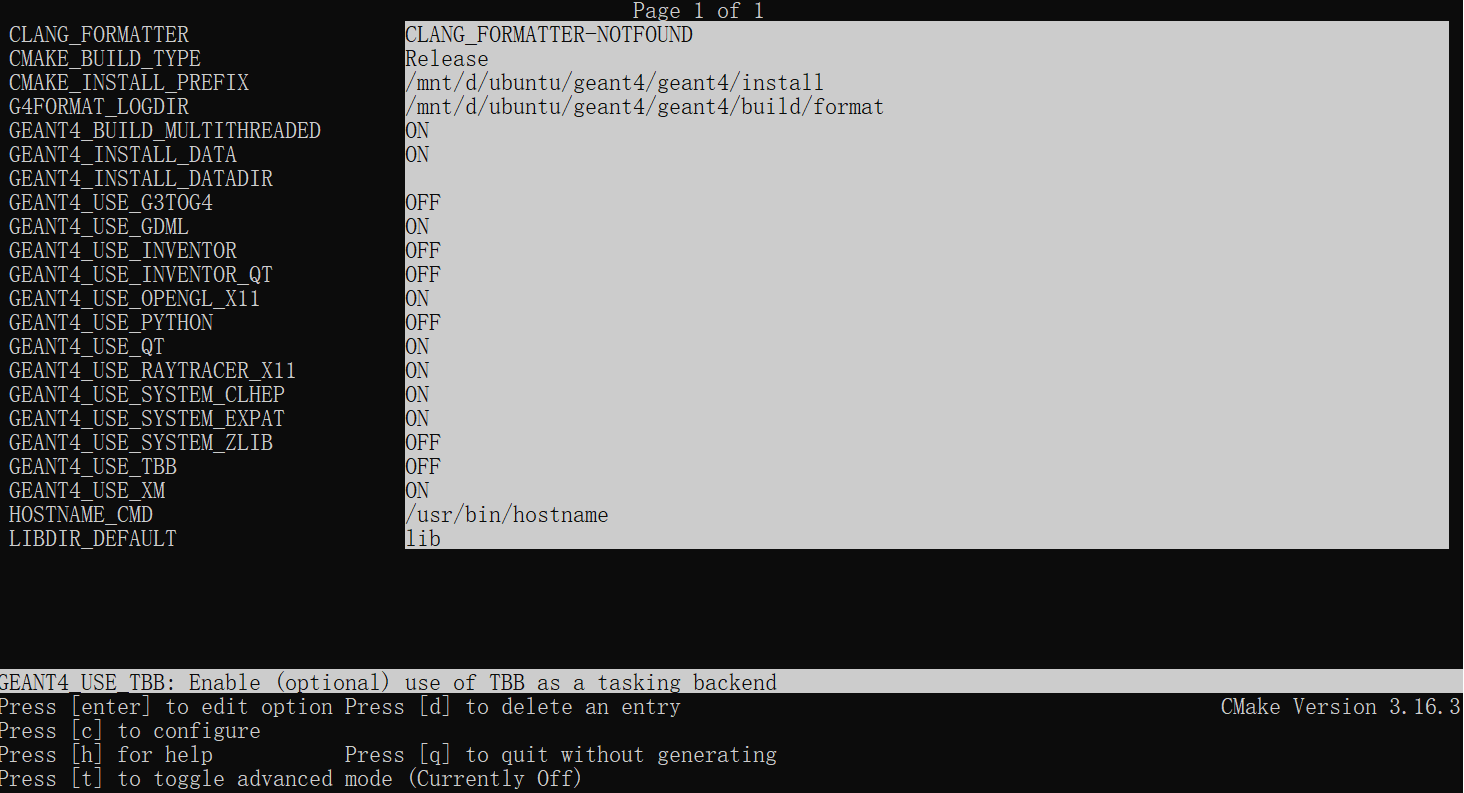 Page 1 of 1
CLANG_FORMATTER CLANG_FORMATTER-NOTFOUND
CMAKE_BUILD_TYPE Release
CMAKE_INSTALL_PREFIX /mnt/d/ubuntu/geant4/geant4/install
G4FORMAT_LOGDIR /mnt/d/ubuntu/geant4/geant4/build/format
GEANT4_BUILD_MULTITHREADED ON
GEANT4_INSTALL_DATA ON
GEANT4_INSTALL_DATADIR
GEANT4_USE_G3TOG4 OFF
GEANT4_USE_GDML ON
GEANT4_USE_INVENTOR OFF
GEANT4_USE_INVENTOR_QT OFF
GEANT4_USE_OPENGL_X11 ON
GEANT4_USE_PYTHON OFF
GEANT4_USE_QT ON
GEANT4_USE_RAYTRACER_X11 ON
GEANT4_USE_SYSTEM_CLHEP ON
GEANT4_USE_SYSTEM_EXPAT ON
GEANT4_USE_SYSTEM_ZLIB OFF
GEANT4_USE_TBB OFF
GEANT4_USE_XM ON
HOSTNAME_CMD /usr/bin/hostname
LIBDIR_DEFAULT lib
GEANT4_USE_TBB: Enable (optional) use of TBB as a tasking backend
Press [enter] to edit option Press [d] to delete an entry CMake Version 3.16.3
Press [c] to configure
Press [h] for help Press [q] to quit without generating
Press [t] to toggle advanced mode (Currently Off)